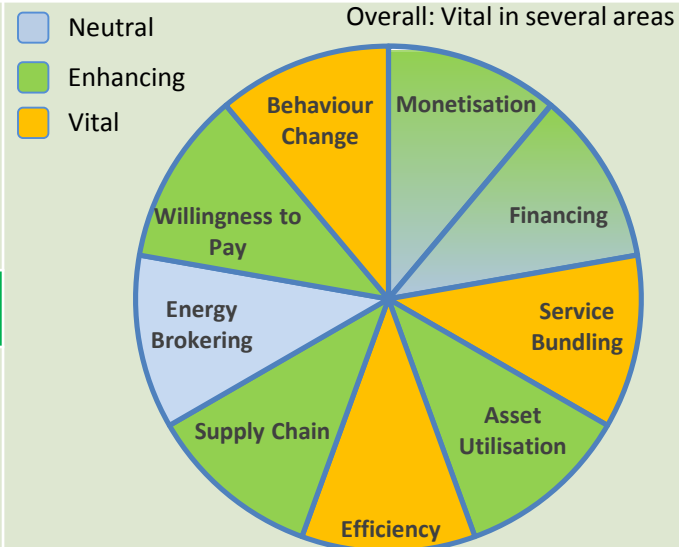 Neutral
Enhancing
Vital
Overall: Vital in several areas
Behaviour
Change
Monetisation
Financing
Service
Bundling
Asset
Utilisation
Efficiency
Supply Chain
Energy
Brokering
Willingness to
Pay